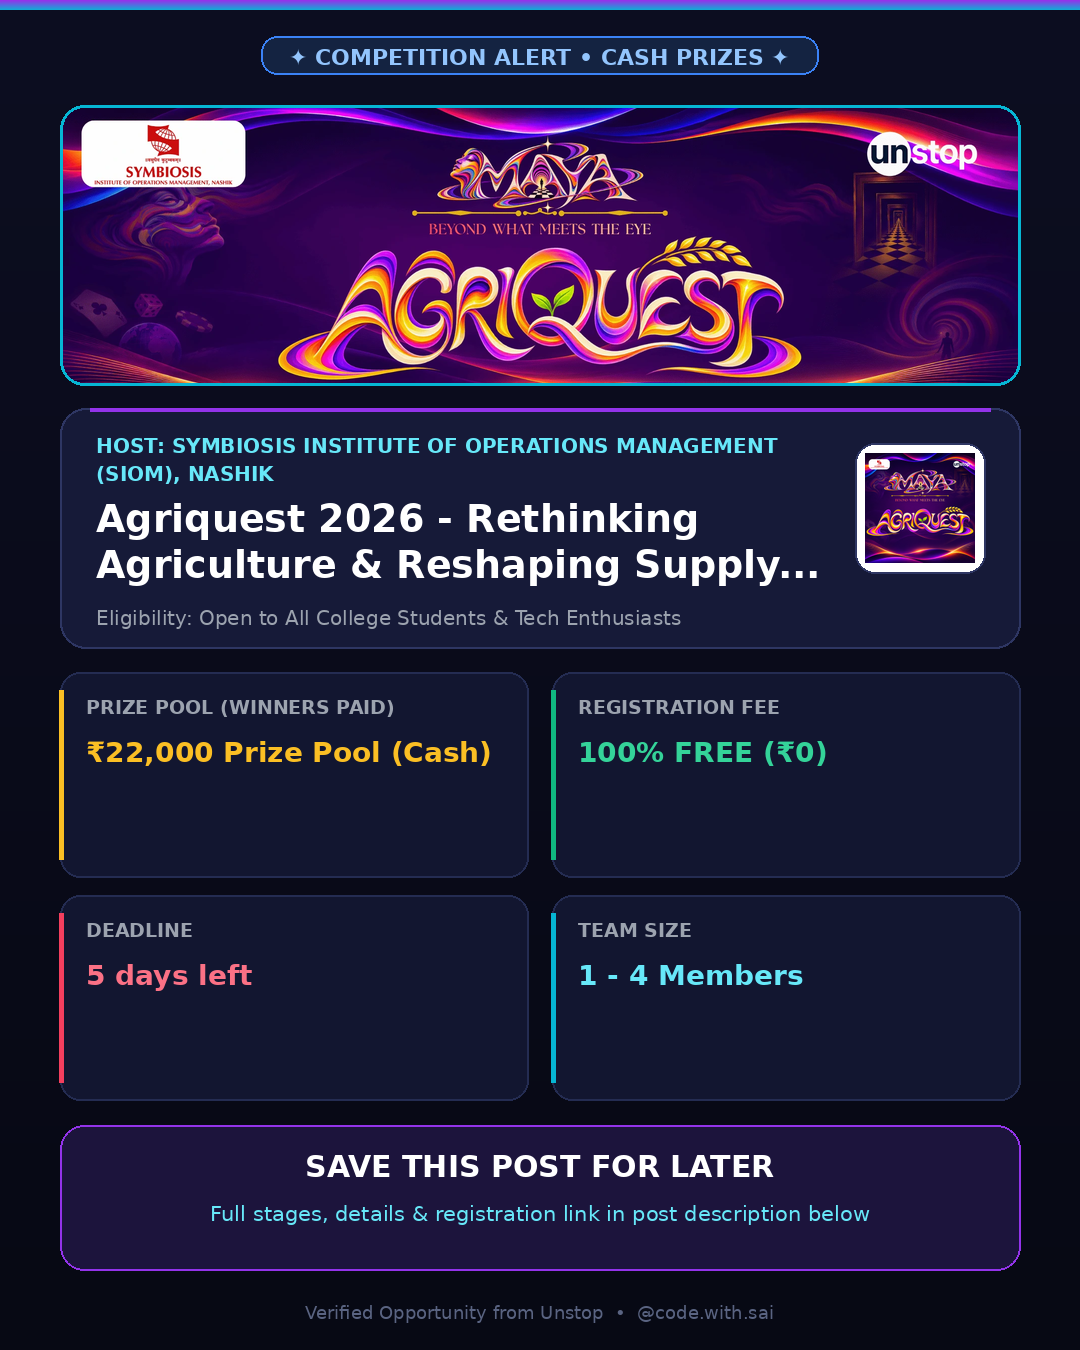 ✦ COMPETITION ALERT • CASH PRIZES ✦
SYMBIOSIS
INSTITUTE OF OPERATIONS MANAGEMENT, NASHIK
unstop
MAYA
BEYOND WHAT MEETS THE EYE
AGRIQUEST
HOST: SYMBIOSIS INSTITUTE OF OPERATIONS MANAGEMENT
(SIOM), NASHIK
Agriquest 2026 - Rethinking
Agriculture & Reshaping Supply...
Eligibility: Open to All College Students & Tech Enthusiasts
MAYA
AGRIQUEST
PRIZE POOL (WINNERS PAID)
₹22,000 Prize Pool (Cash)
REGISTRATION FEE
100% FREE (₹0)
DEADLINE
5 days left
TEAM SIZE
1 - 4 Members
SAVE THIS POST FOR LATER
Full stages, details & registration link in post description below
Verified Opportunity from Unstop • @code.with.sai